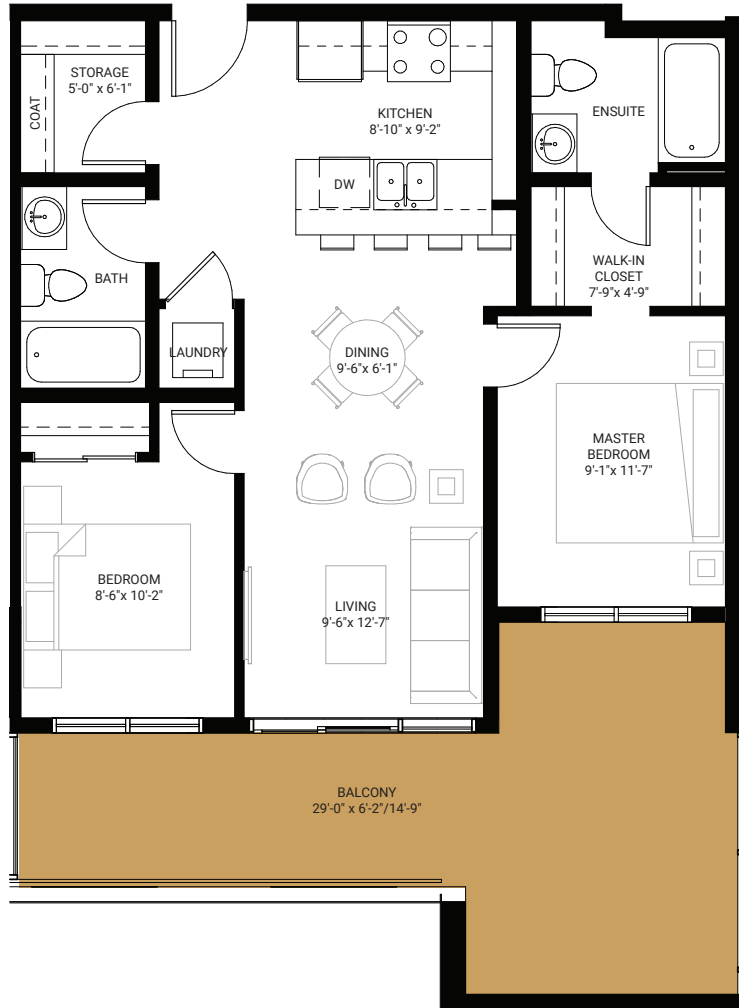 STORAGE
5'-0" x 6'-1"
COAT
KITCHEN
8'-10" x 9'-2"
ENSUITE
DW
BATH
WALK-IN
CLOSET
7'-9"x 4'-9"
LAUNDRY
DINING
9'-6"x 6'-1"
MASTER
BEDROOM
9'-1"x 11'-7"
BEDROOM
8'-6"x 10'-2"
LIVING
9'-6"x 12'-7"
BALCONY
29'-0" x 6'-2"/14'-9"